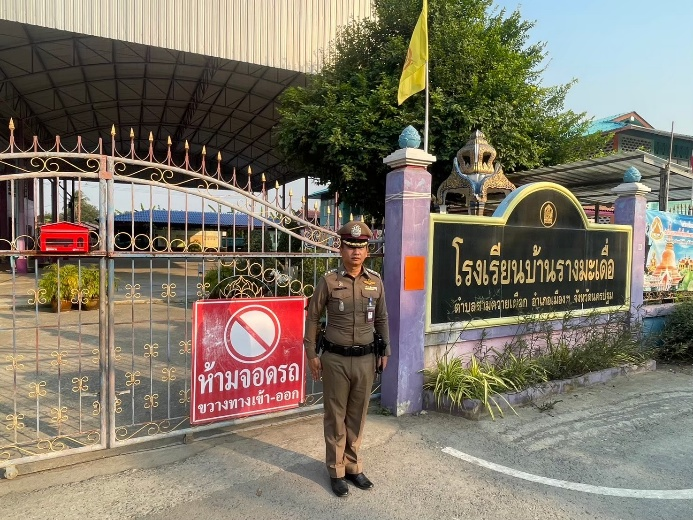 โรงเรียนบ้านรางมะเดื่อ
ตำบลสามควายเผือก อำเภอเมืองฯ จังหวัดนครปฐม
ห้ามจอดรถ
ขวางทางเข้า-ออก